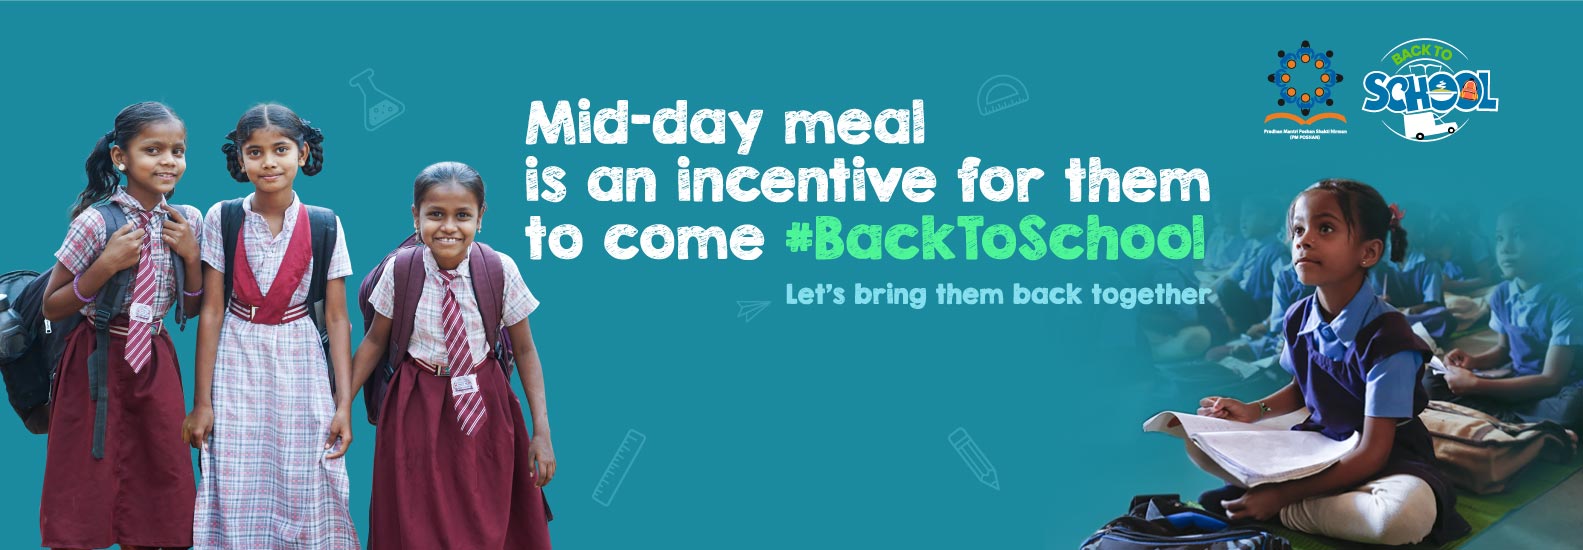 Mid-day meal
is an incentive for them
to come #BackToSchool
Let's bring them back together
Pradhan Mantri Poshan Shakti Nirman
(PM POSHAN)
BACK TO
SCHOOL